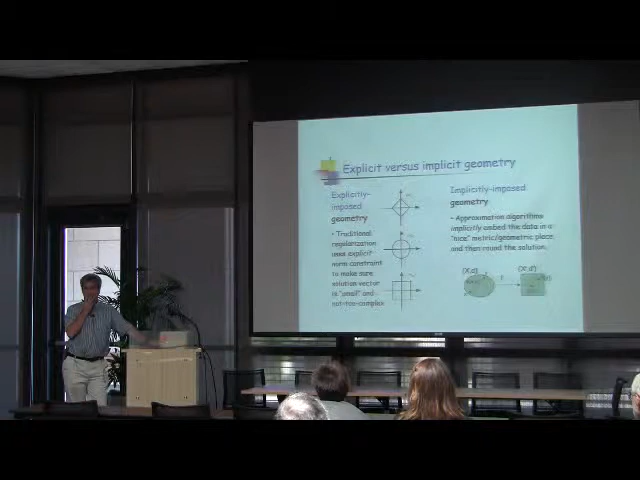 Explicit versus implicit geometry
Explicitly-
imposed
geometry
• Traditional
regularization
uses explicit
norm constraint
to make sure
solution vector
is "small" and
not-too-complex
Implicitly-imposed
geometry
• Approximation algorithms
implicitly embed the data in a
"nice" metric/geometric place
and then round the solution.
(X,d)
(X',d')
f